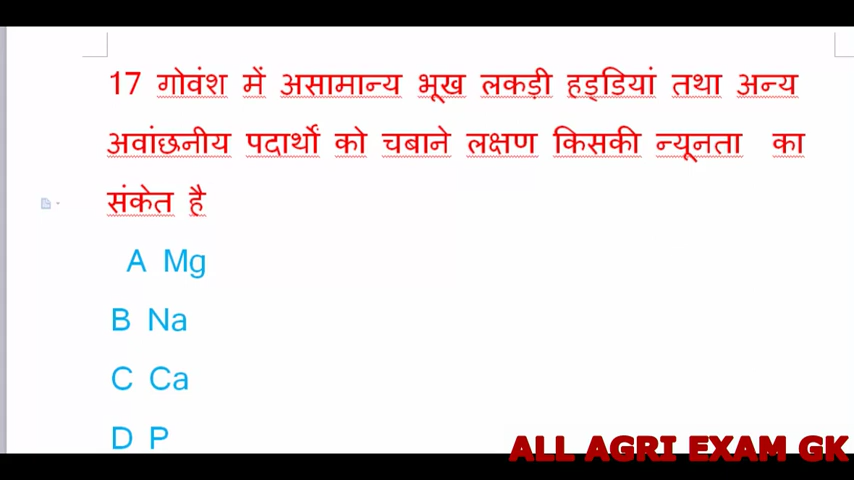 17 गोवंश में असामान्य भूख लकड़ी हड्डियां तथा अन्य
अवांछनीय पदार्थों को चबाने लक्षण किसकी न्यूनता का
संकेत है
A Mg
B Na
C Ca
D P
ALL AGRI EXAM GK